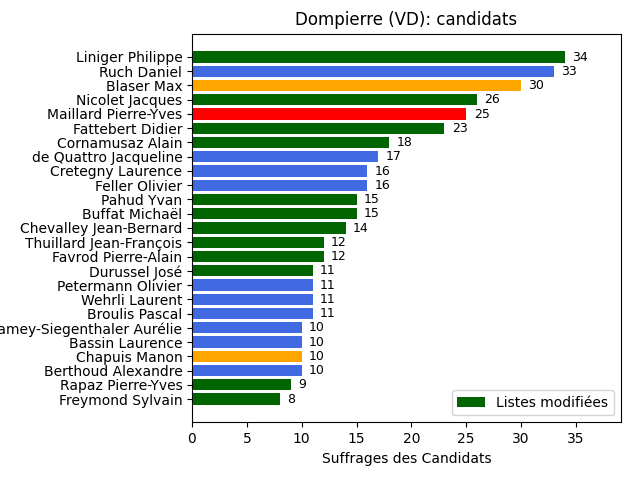 Dompierre (VD): candidats
Liniger Philippe 34
Ruch Daniel 33
Blaser Max 30
Nicolet Jacques 26
Maillard Pierre-Yves 25
Fattebert Didier 23
Cornamusaz Alain 18
de Quattro Jacqueline 17
Cretegny Laurence 16
Feller Olivier 16
Pahud Yvan 15
Buffat Michaël 15
Chevalley Jean-Bernard 14
Thuillard Jean-François 12
Favrod Pierre-Alain 12
Durussel José 11
Petermann Olivier 11
Wehrli Laurent 11
Broulis Pascal 11
amey-Siegenthaler Aurélie 10
Bassin Laurence 10
Chapuis Manon 10
Berthoud Alexandre 10
Rapaz Pierre-Yves 9
Freymond Sylvain 8
Listes modifiées
0 5 10 15 20 25 30 35
Suffrages des Candidats